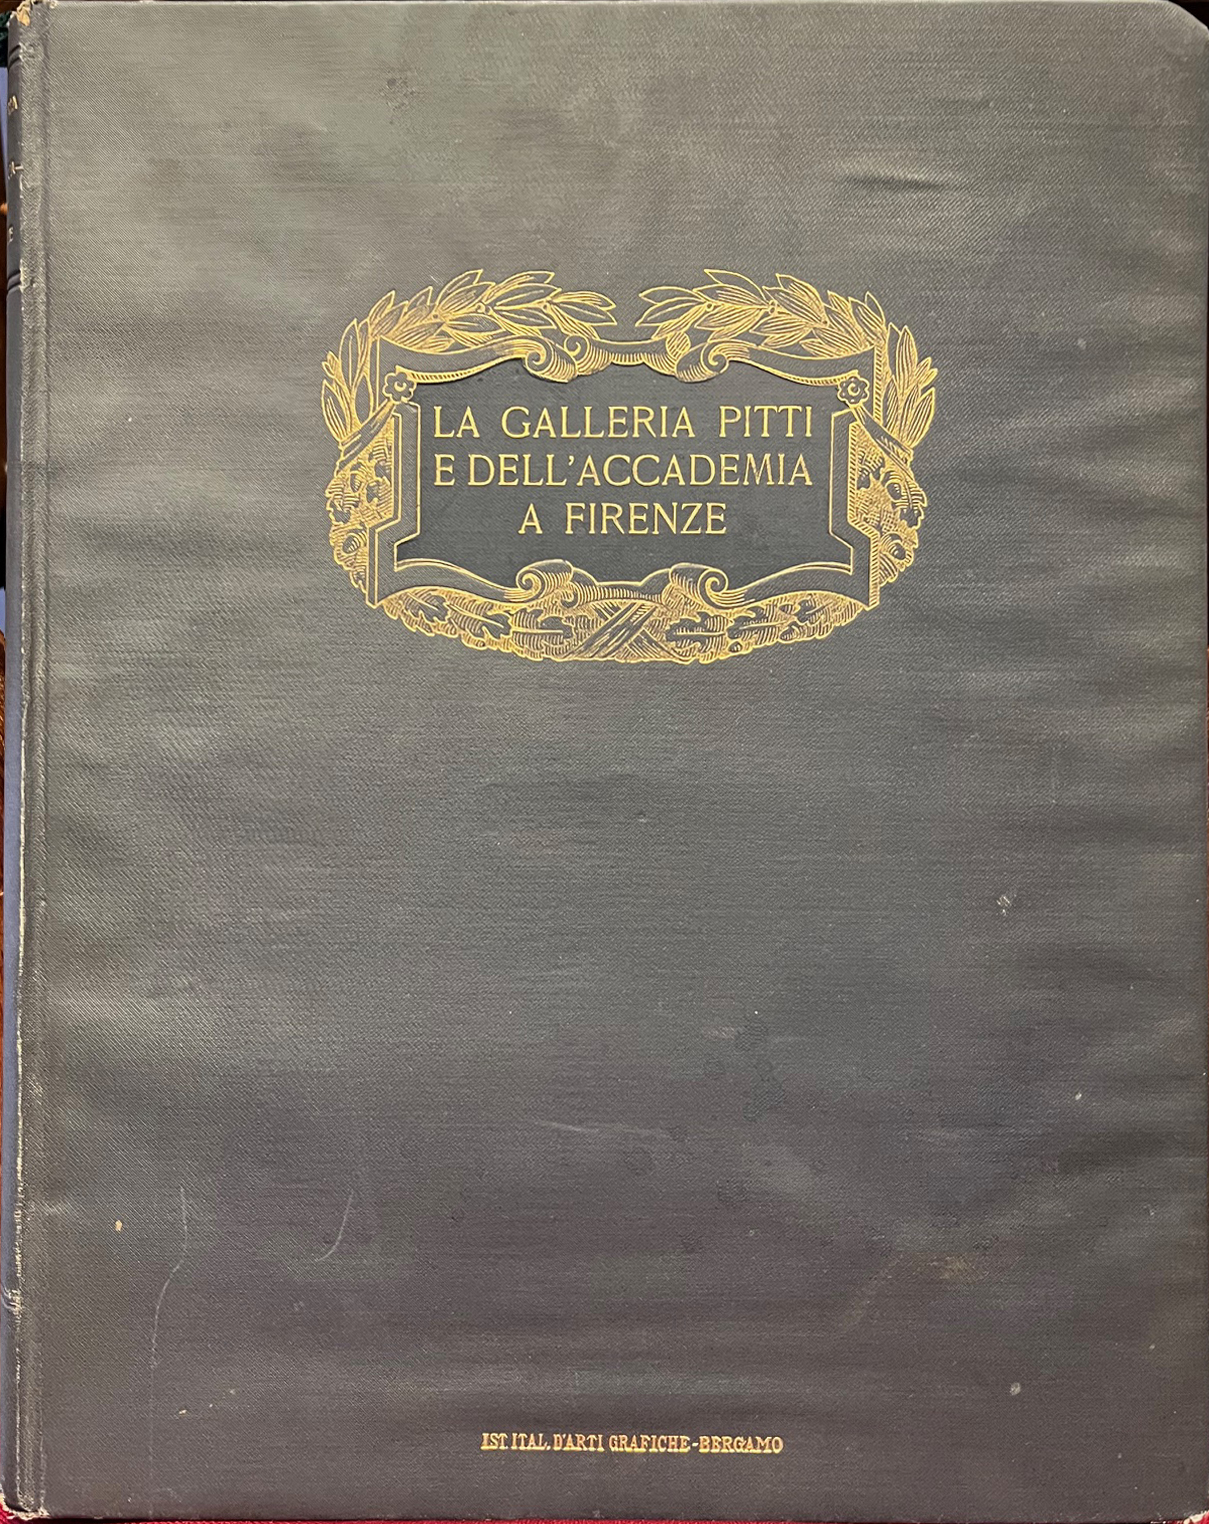 LA GALLERIA PITTI
E DELL'ACCADEMIA
A FIRENZE
IST. ITAL. D'ARTI GRAFICHE-BERGAMO